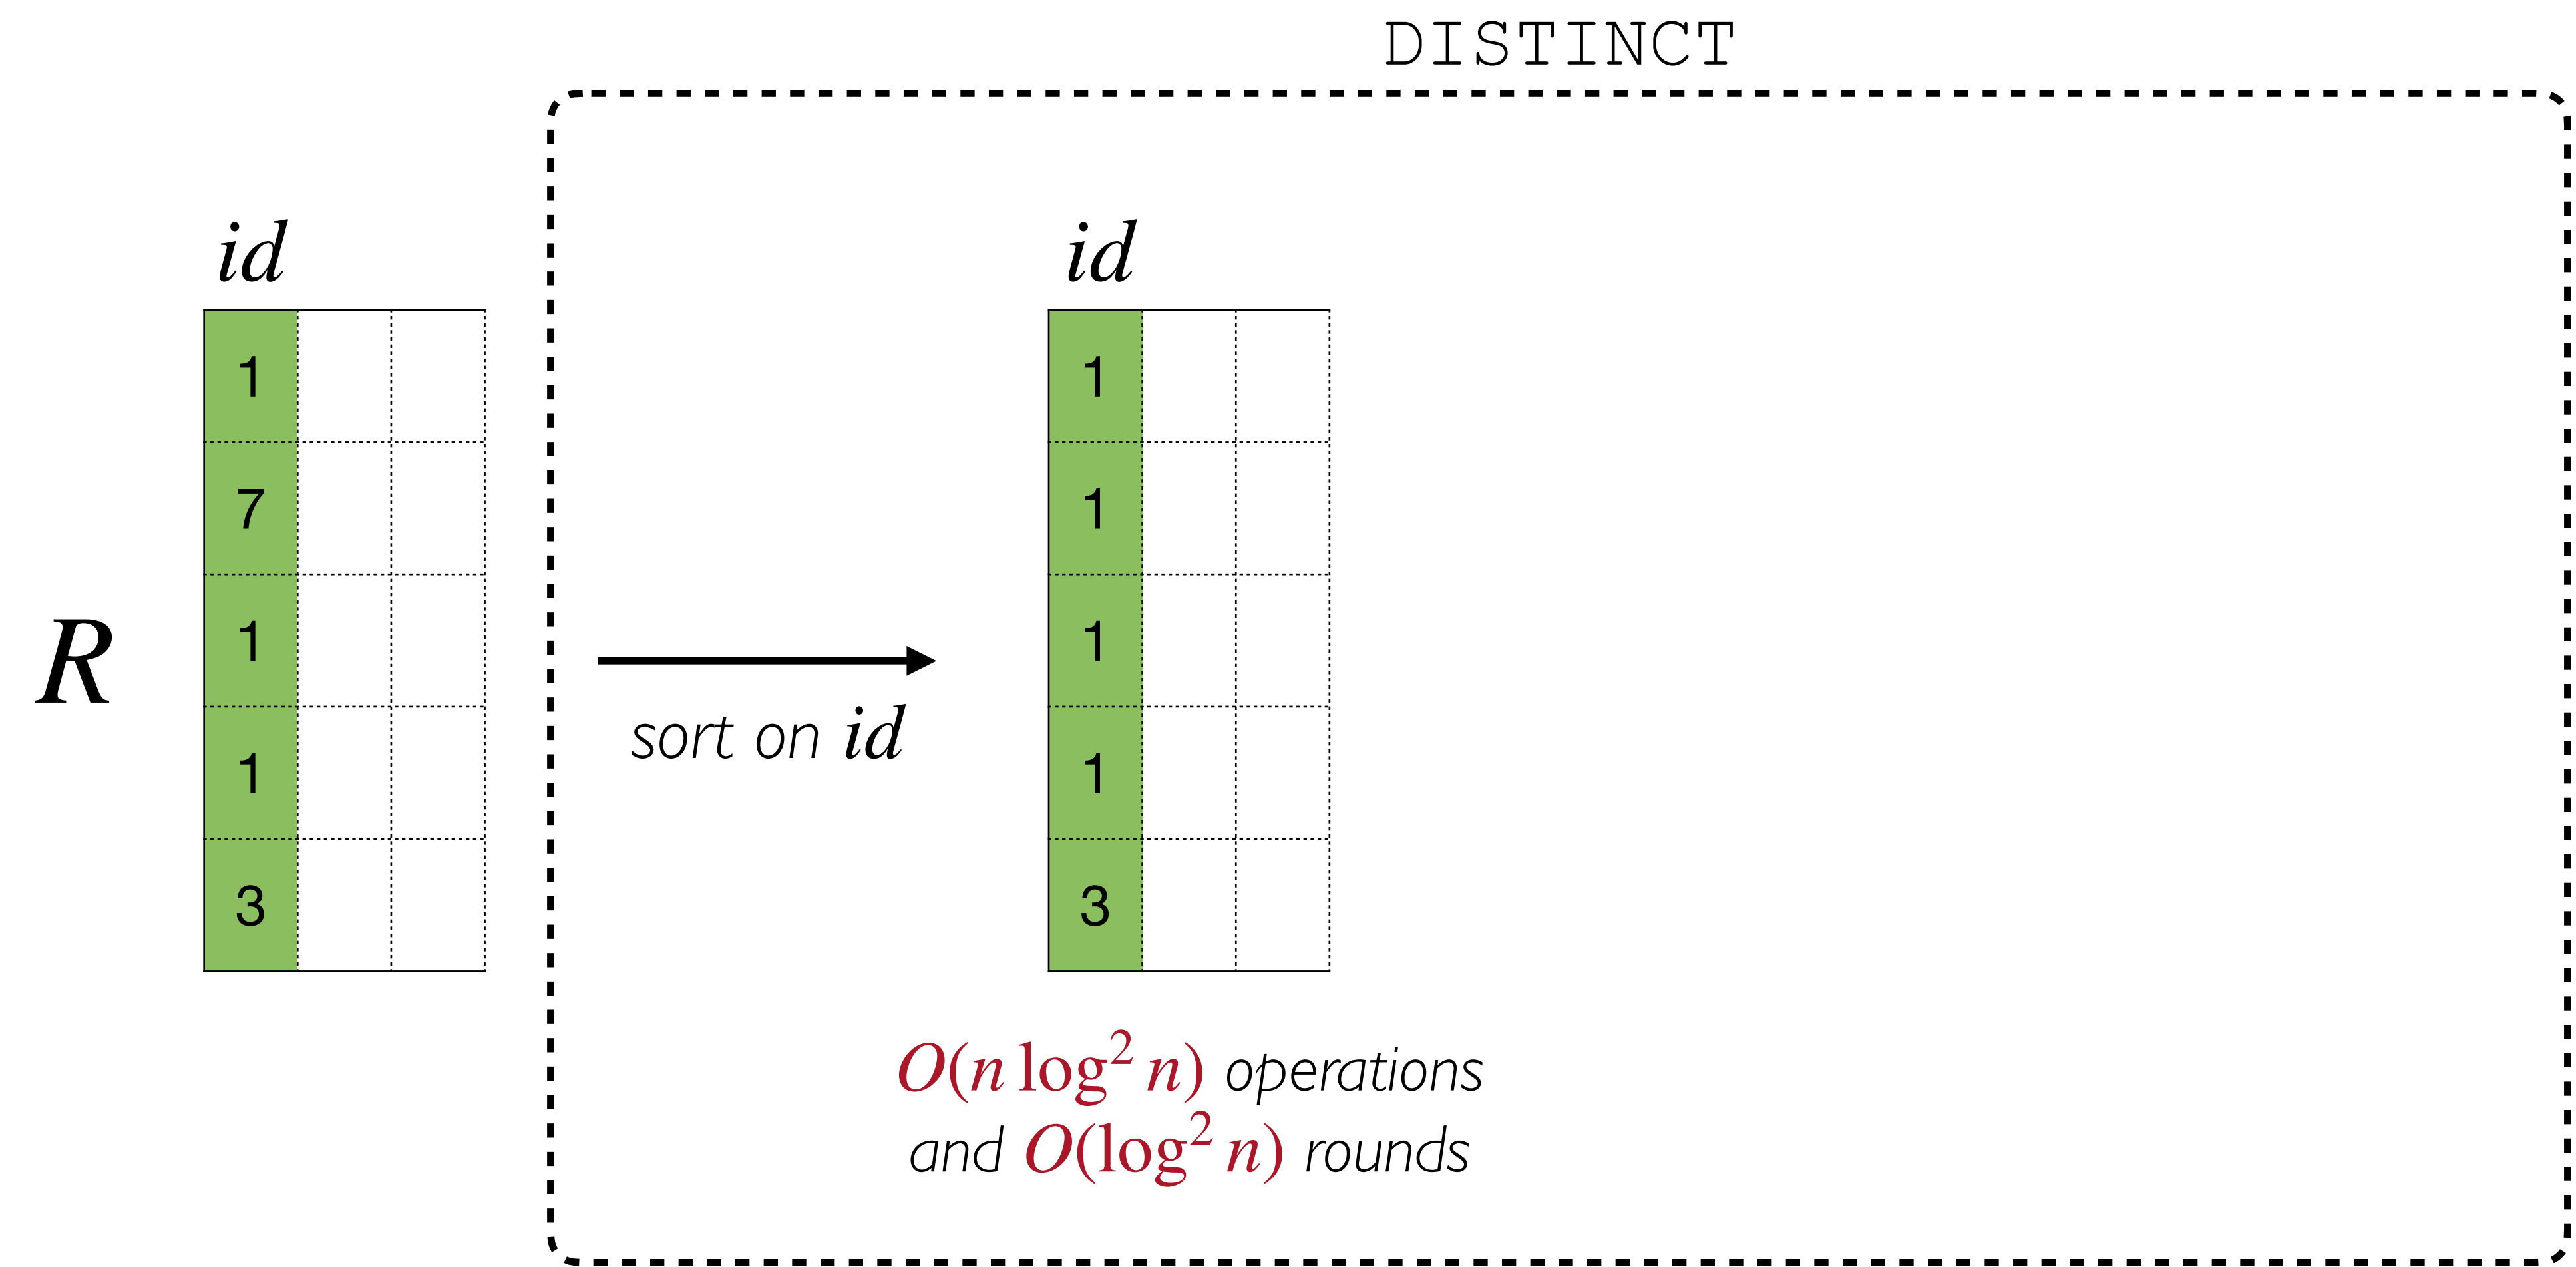 DISTINCT
id
id
1
1
7
1
R
1
1
sort on id
1
1
3
3
O(n log² n) operations
and O(log² n) rounds